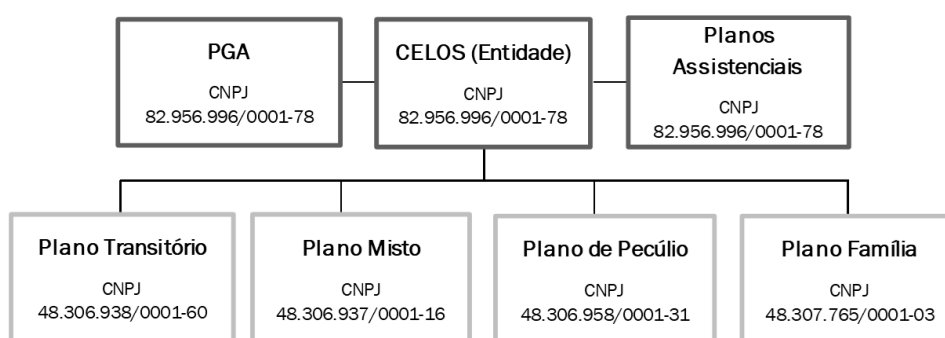 PGA
CNPJ
82.956.996/0001-78
CELOS (Entidade)
CNPJ
82.956.996/0001-78
Planos
Assistenciais
CNPJ
82.956.996/0001-78
Plano Transitório
CNPJ
48.306.938/0001-60
Plano Misto
CNPJ
48.306.937/0001-16
Plano de Pecúlio
CNPJ
48.306.958/0001-31
Plano Família
CNPJ
48.307.765/0001-03